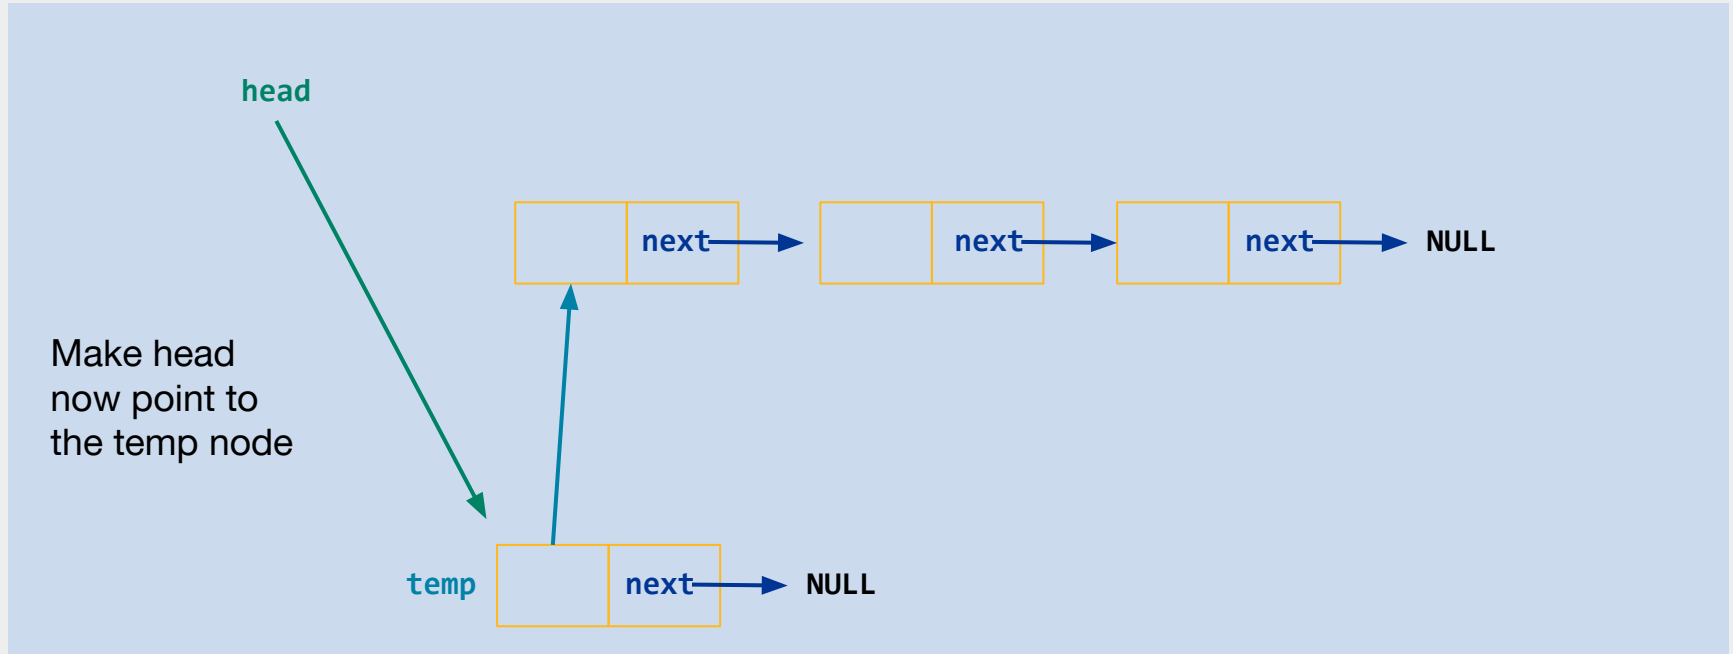 head
next
next
next
NULL
Make head
now point to
the temp node
temp
next
NULL